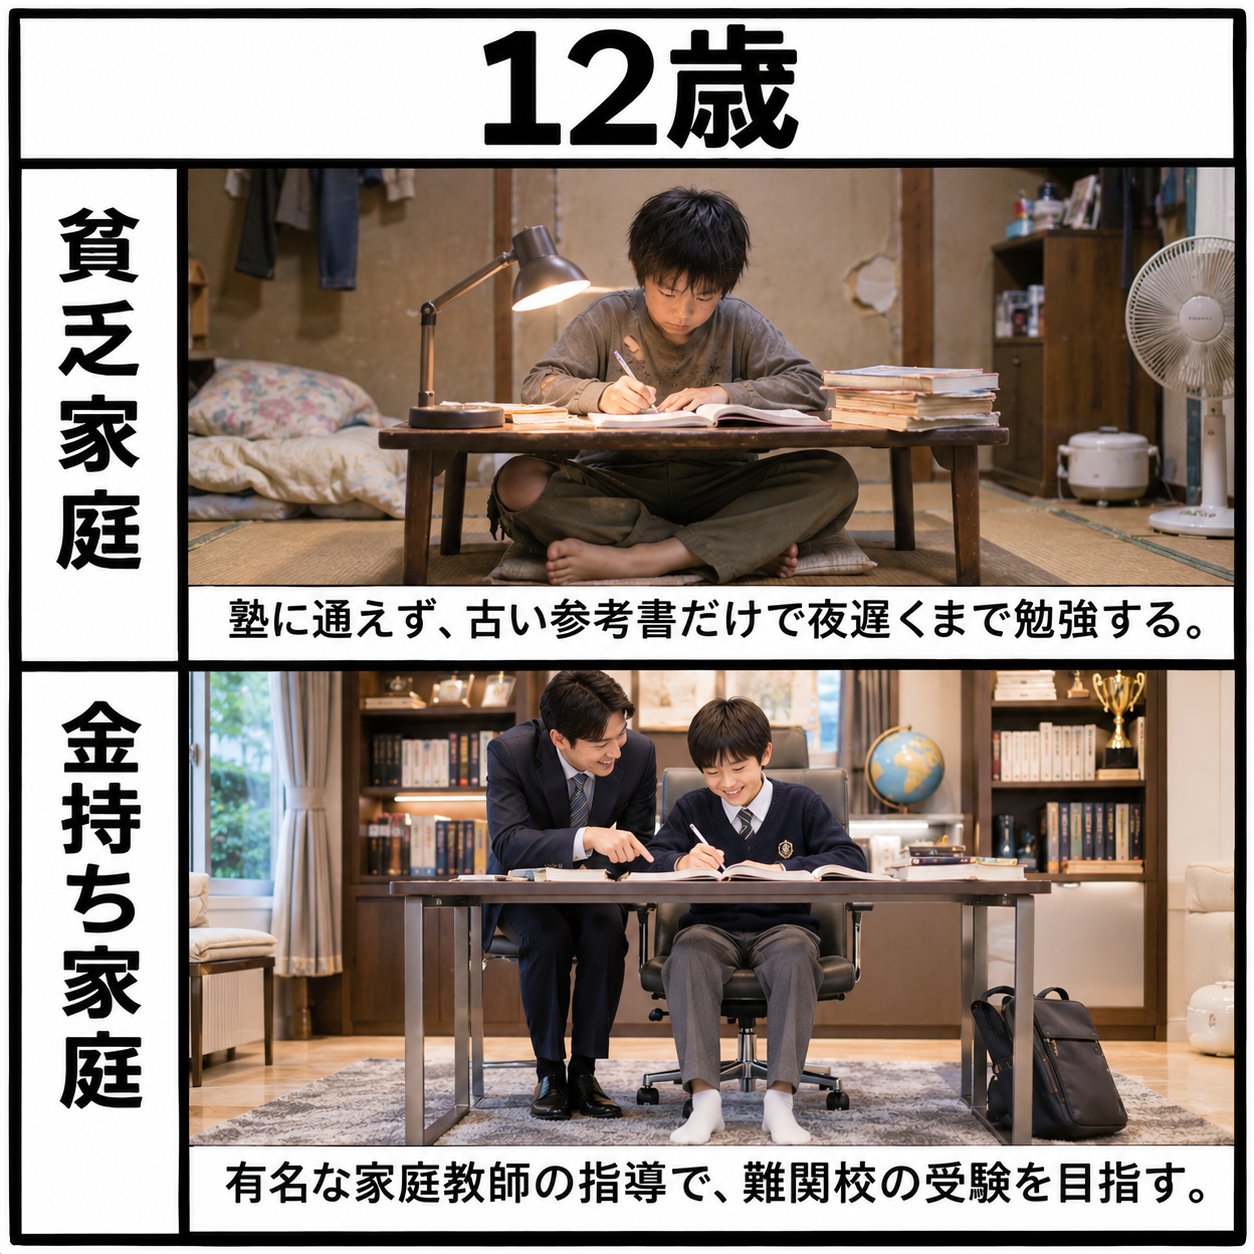 12歳
貧乏家庭
塾に通えず、古い参考書だけで夜遅くまで勉強する。
金持ち家庭
有名な家庭教師の指導で、難関校の受験を目指す。